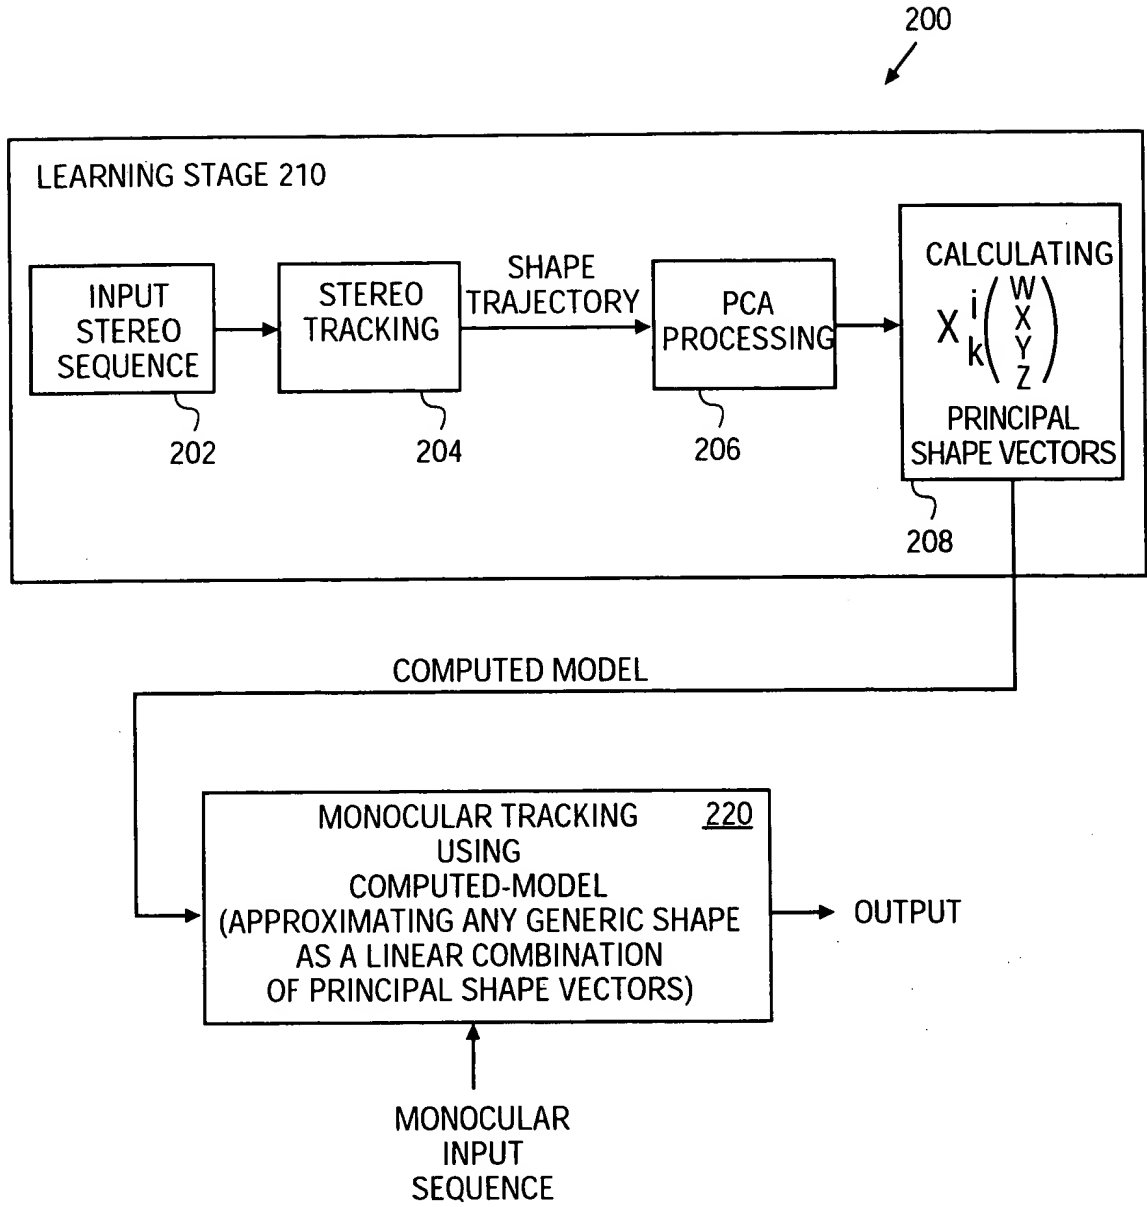 200
LEARNING STAGE 210
INPUT
STEREO
SEQUENCE
202
STEREO
TRACKING
204
SHAPE
TRAJECTORY
PCA
PROCESSING
206
CALCULATING
X i k ( W X Y Z )
PRINCIPAL
SHAPE VECTORS
208
COMPUTED MODEL
MONOCULAR TRACKING 220
USING
COMPUTED-MODEL
(APPROXIMATING ANY GENERIC SHAPE
AS A LINEAR COMBINATION
OF PRINCIPAL SHAPE VECTORS)
OUTPUT
MONOCULAR
INPUT
SEQUENCE